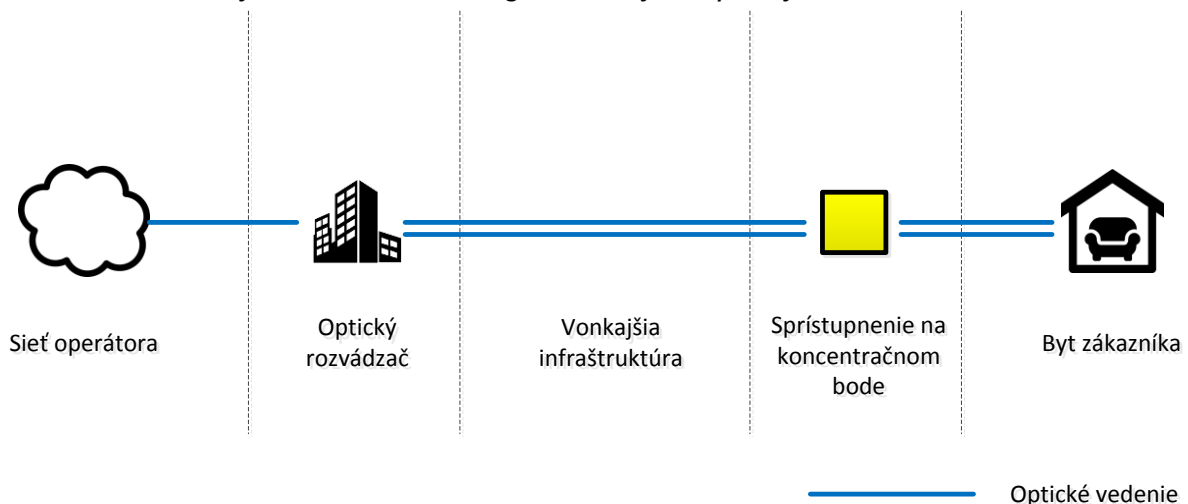 Sieť operátora
Optický
rozvádzač
Vonkajšia
infraštruktúra
Sprístupnenie na
koncentračnom
bode
Byt zákazníka
Optické vedenie